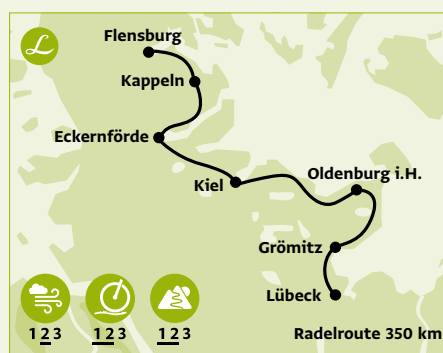 L
Flensburg
Kappeln
Eckernförde
Kiel
Oldenburg i.H.
Grömitz
Lübeck
1 2 3
1 2 3
1 2 3
Radelroute 350 km